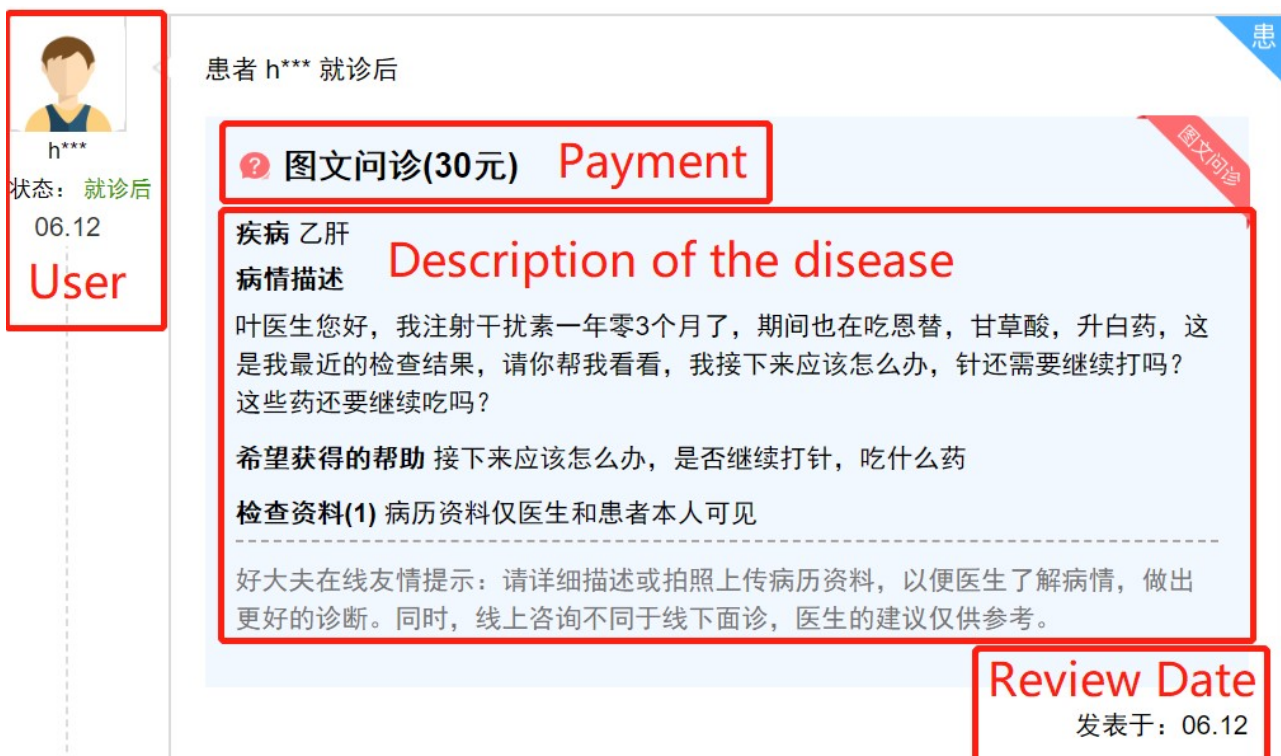 患
患者 h*** 就诊后
h***
状态： 就诊后
06.12
User
图文问诊(30元) Payment
图文问诊
疾病 乙肝
Description of the disease
病情描述
叶医生您好，我注射干扰素一年零3个月了，期间也在吃恩替，甘草酸，升白药，这
是我最近的检查结果，请你帮我看看，我接下来应该怎么办，针还需要继续打吗？
这些药还要继续吃吗？
希望获得的帮助 接下来应该怎么办，是否继续打针，吃什么药
检查资料(1) 病历资料仅医生和患者本人可见
好大夫在线友情提示：请详细描述或拍照上传病历资料，以便医生了解病情，做出
更好的诊断。同时，线上咨询不同于线下面诊，医生的建议仅供参考。
Review Date
发表于：06.12